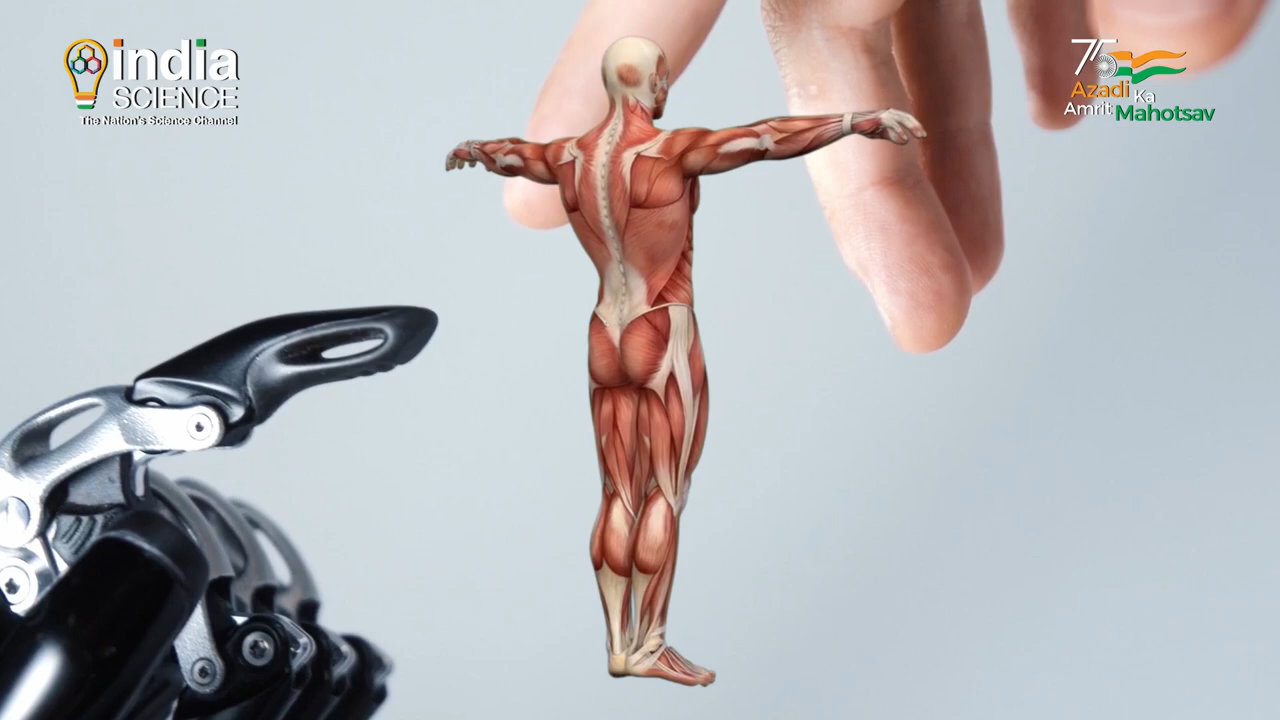 india
SCIENCE
The Nation's Science Channel
75
Azadi Ka
Amrit Mahotsav